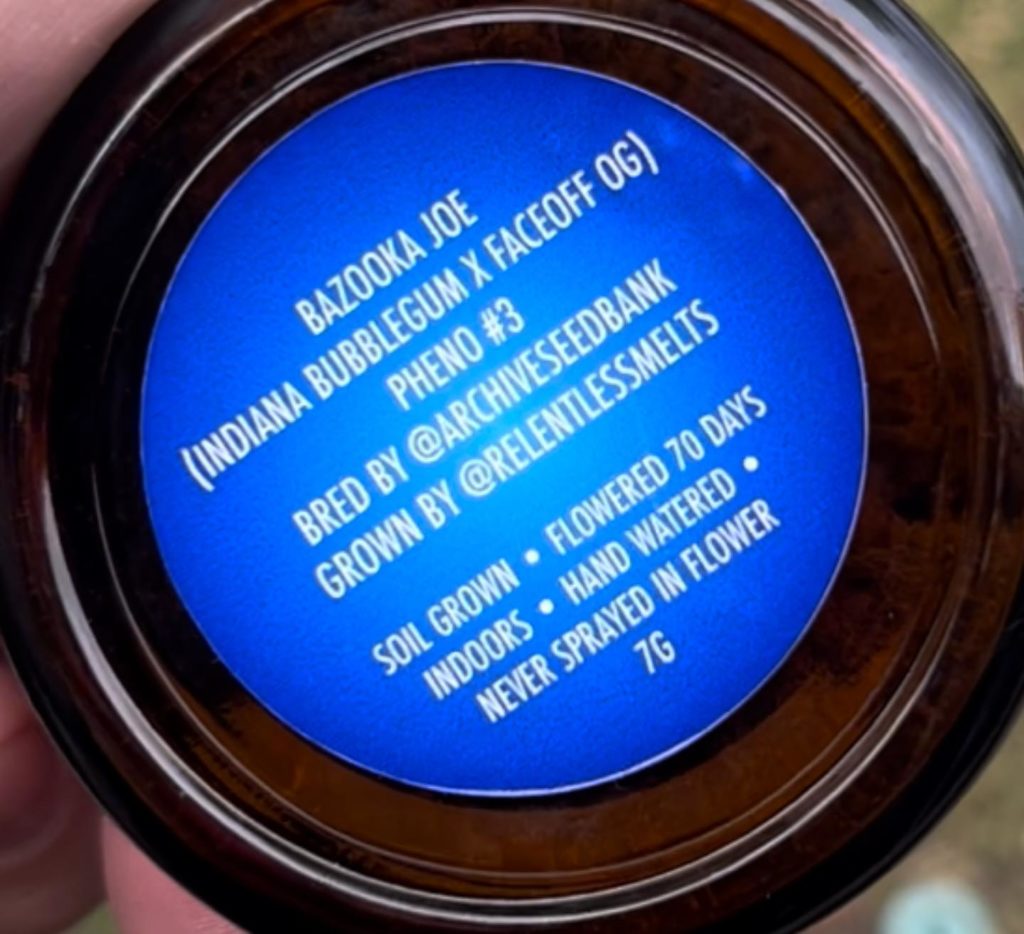 BAZOOKA JOE
(INDIANA BUBBLEGUM X FACEOFF OG)
PHENO #3
BRED BY @ARCHIVESEEDBANK
GROWN BY @RELENTLESSMELTS
SOIL GROWN • FLOWERED 70 DAYS
INDOORS • HAND WATERED •
NEVER SPRAYED IN FLOWER
7G